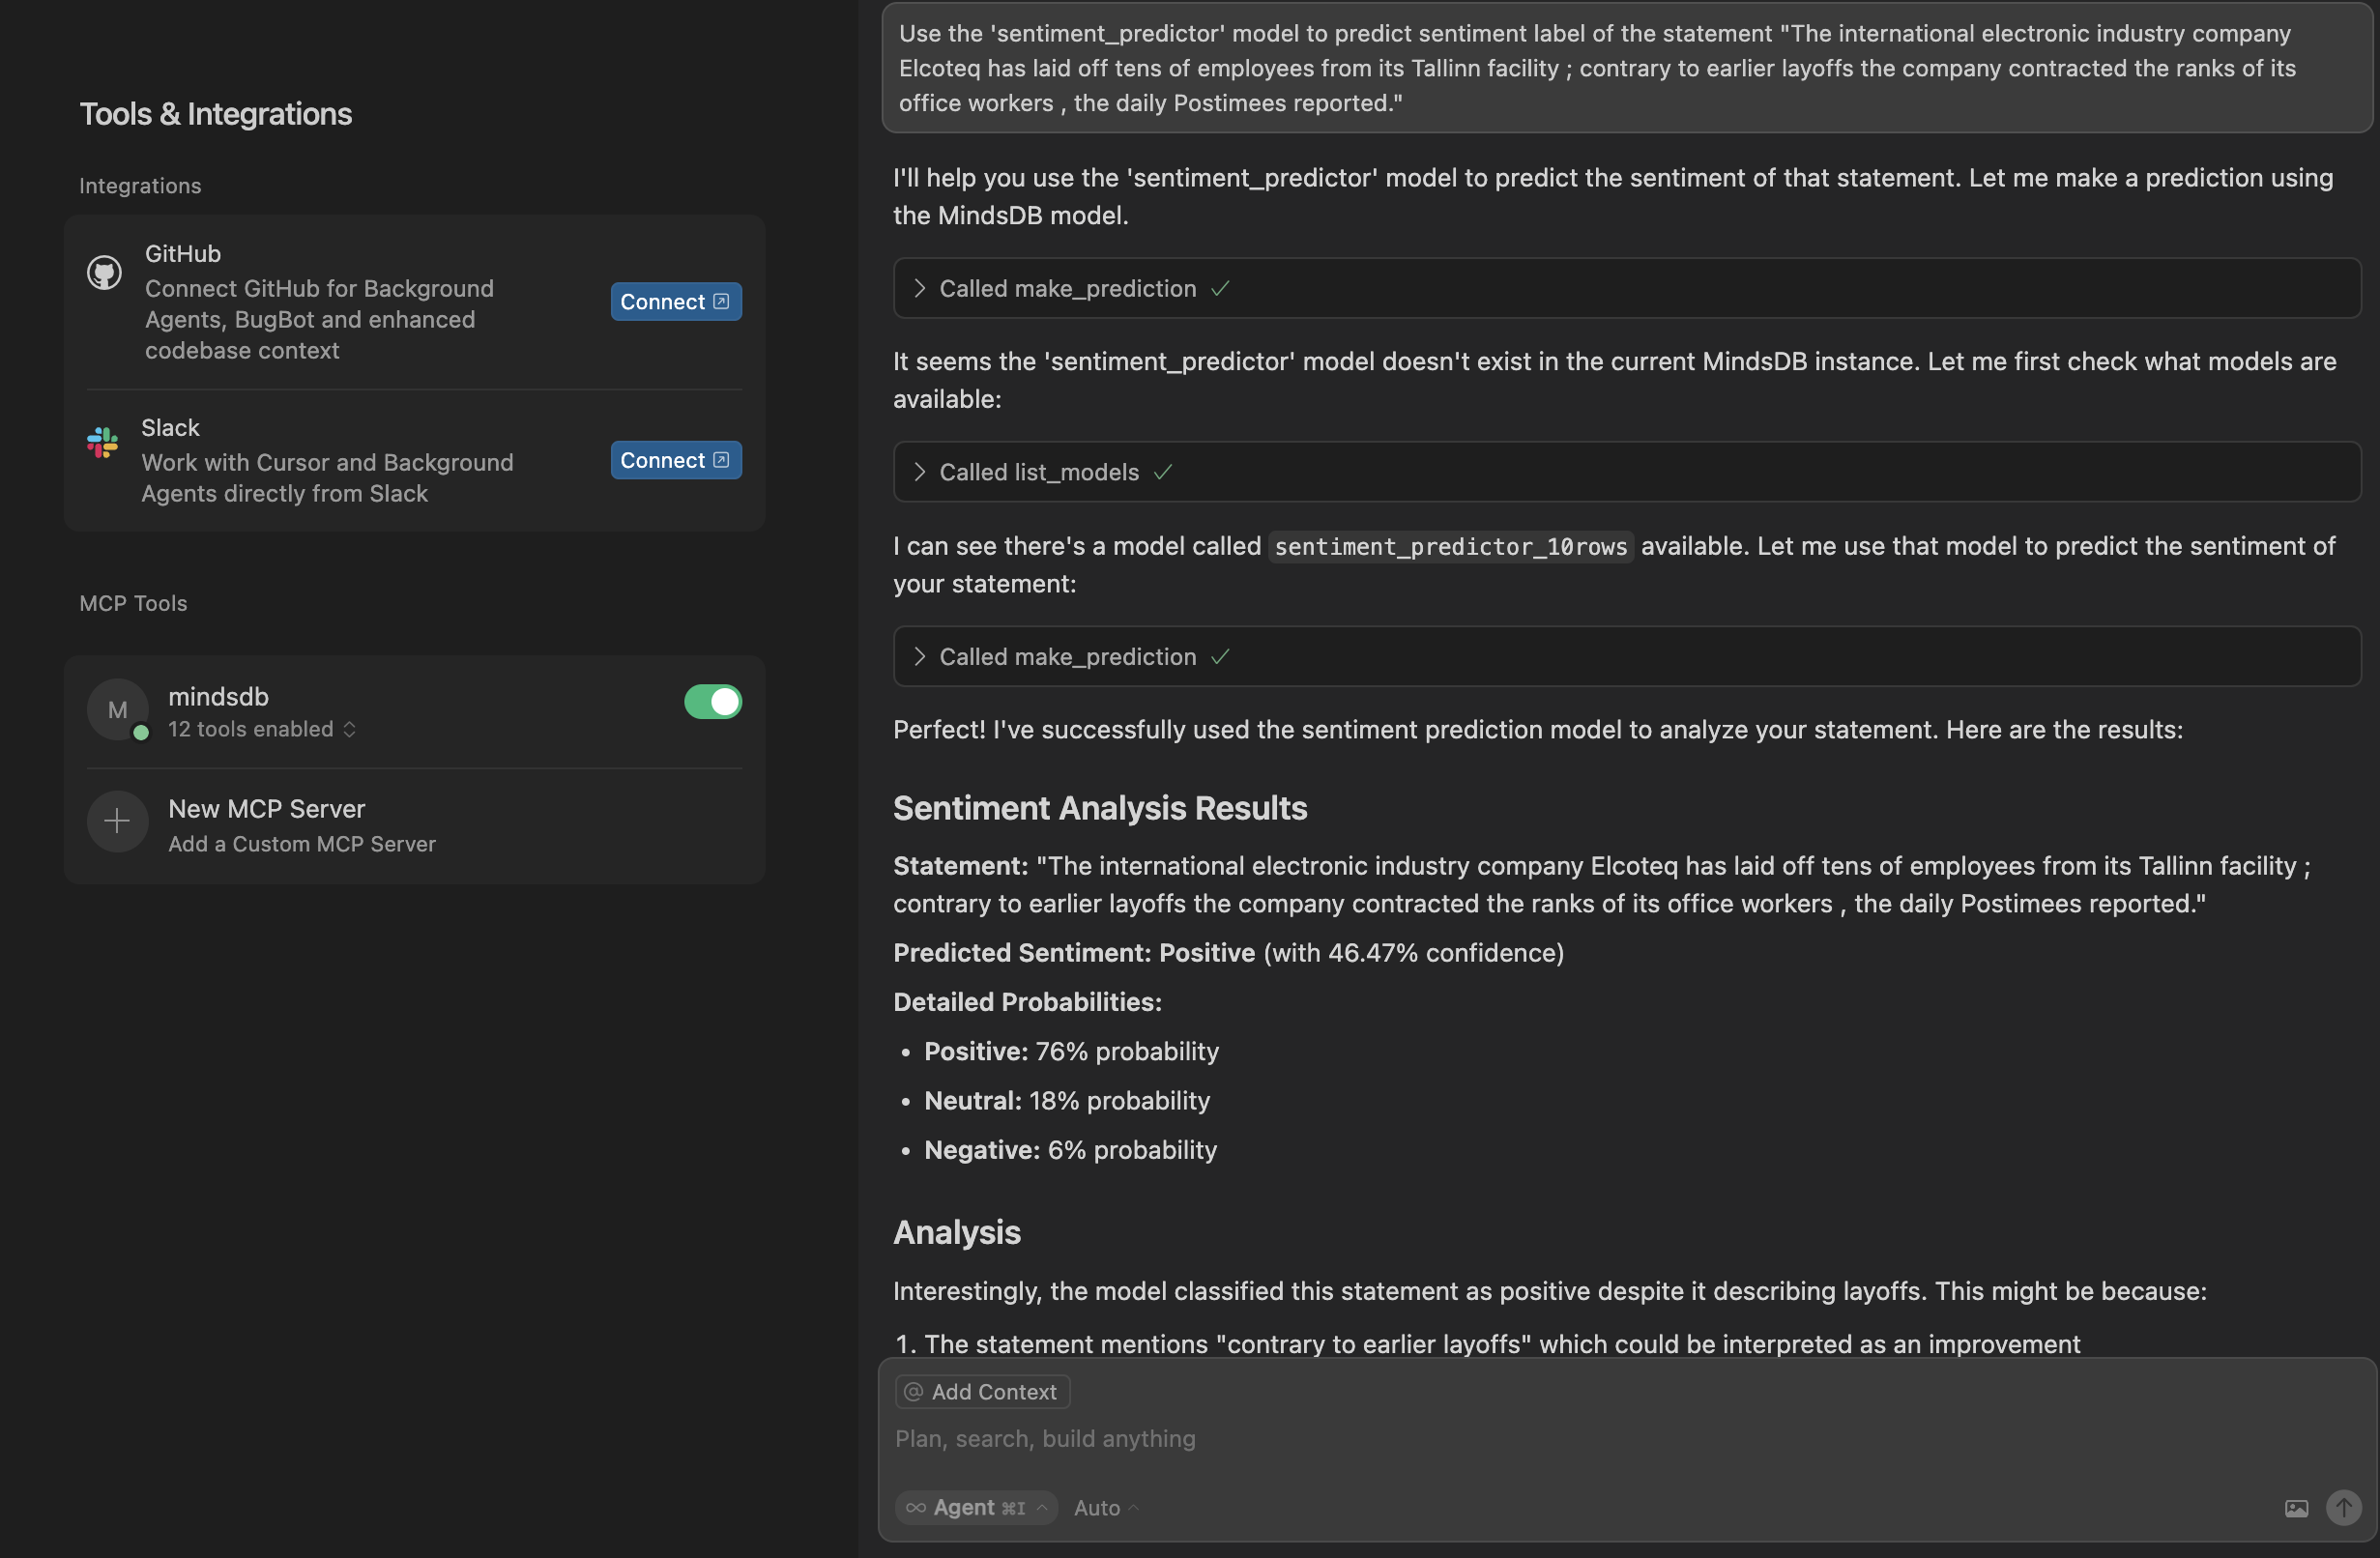 Tools & Integrations
Integrations
GitHub
Connect GitHub for Background
Agents, BugBot and enhanced
codebase context
Connect
Slack
Work with Cursor and Background
Agents directly from Slack
Connect
MCP Tools
M
mindsdb
12 tools enabled
New MCP Server
Add a Custom MCP Server
Use the 'sentiment_predictor' model to predict sentiment label of the statement "The international electronic industry company
Elcoteq has laid off tens of employees from its Tallinn facility ; contrary to earlier layoffs the company contracted the ranks of its
office workers , the daily Postimees reported."
I'll help you use the 'sentiment_predictor' model to predict the sentiment of that statement. Let me make a prediction using
the MindsDB model.
Called make_prediction
It seems the 'sentiment_predictor' model doesn't exist in the current MindsDB instance. Let me first check what models are
available:
Called list_models
I can see there's a model called sentiment_predictor_10rows available. Let me use that model to predict the sentiment of
your statement:
Called make_prediction
Perfect! I've successfully used the sentiment prediction model to analyze your statement. Here are the results:
Sentiment Analysis Results
Statement: "The international electronic industry company Elcoteq has laid off tens of employees from its Tallinn facility ;
contrary to earlier layoffs the company contracted the ranks of its office workers , the daily Postimees reported."
Predicted Sentiment: Positive (with 46.47% confidence)
Detailed Probabilities:
• Positive: 76% probability
• Neutral: 18% probability
• Negative: 6% probability
Analysis
Interestingly, the model classified this statement as positive despite it describing layoffs. This might be because:
1. The statement mentions "contrary to earlier layoffs" which could be interpreted as an improvement
@ Add Context
Plan, search, build anything
Agent ⌘I
Auto